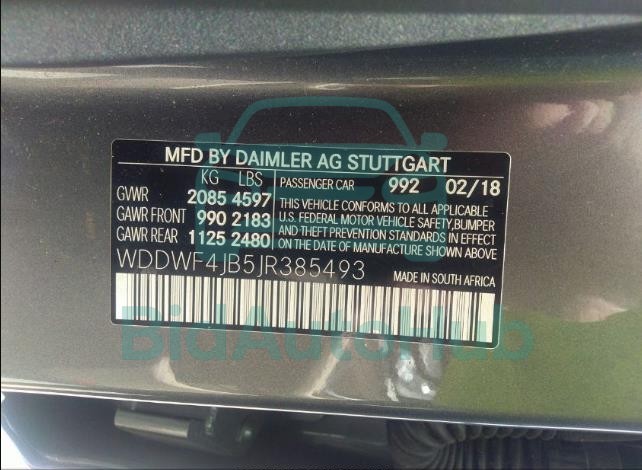 MFD BY DAIMLER AG STUTTGART
KG LBS
GWR 2085 4597
GAWR FRONT 990 2183
GAWR REAR 1125 2480
PASSENGER CAR 992 02/18
THIS VEHICLE CONFORMS TO ALL APPLICABLE
U.S. FEDERAL MOTOR VEHICLE SAFETY,BUMPER
AND THEFT PREVENTION STANDARDS IN EFFECT
ON THE DATE OF MANUFACTURE SHOWN ABOVE
WDDWF4JB5JR385493
MADE IN SOUTH AFRICA
BidAutoHub